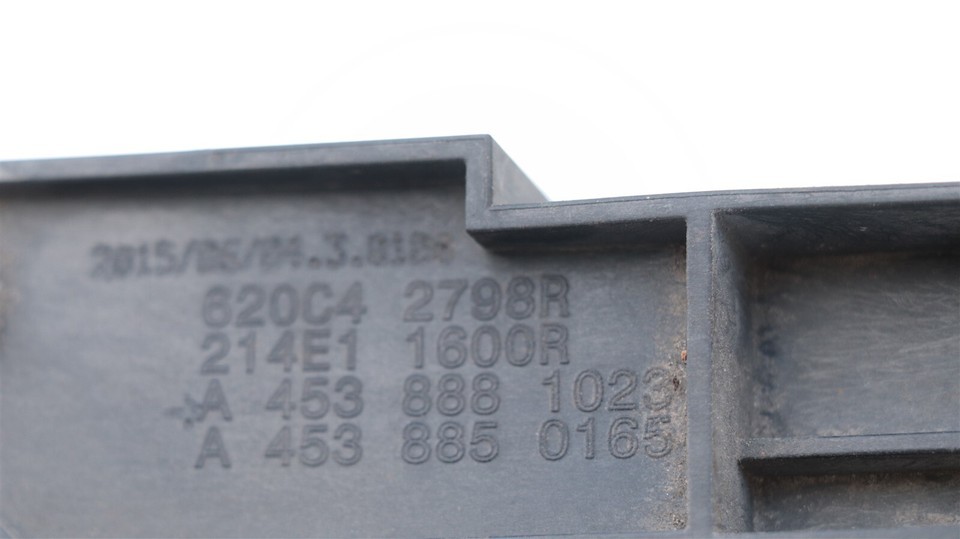 620C4 2798R
214E1 1600R
A 453 888 1023
A 453 885 0165